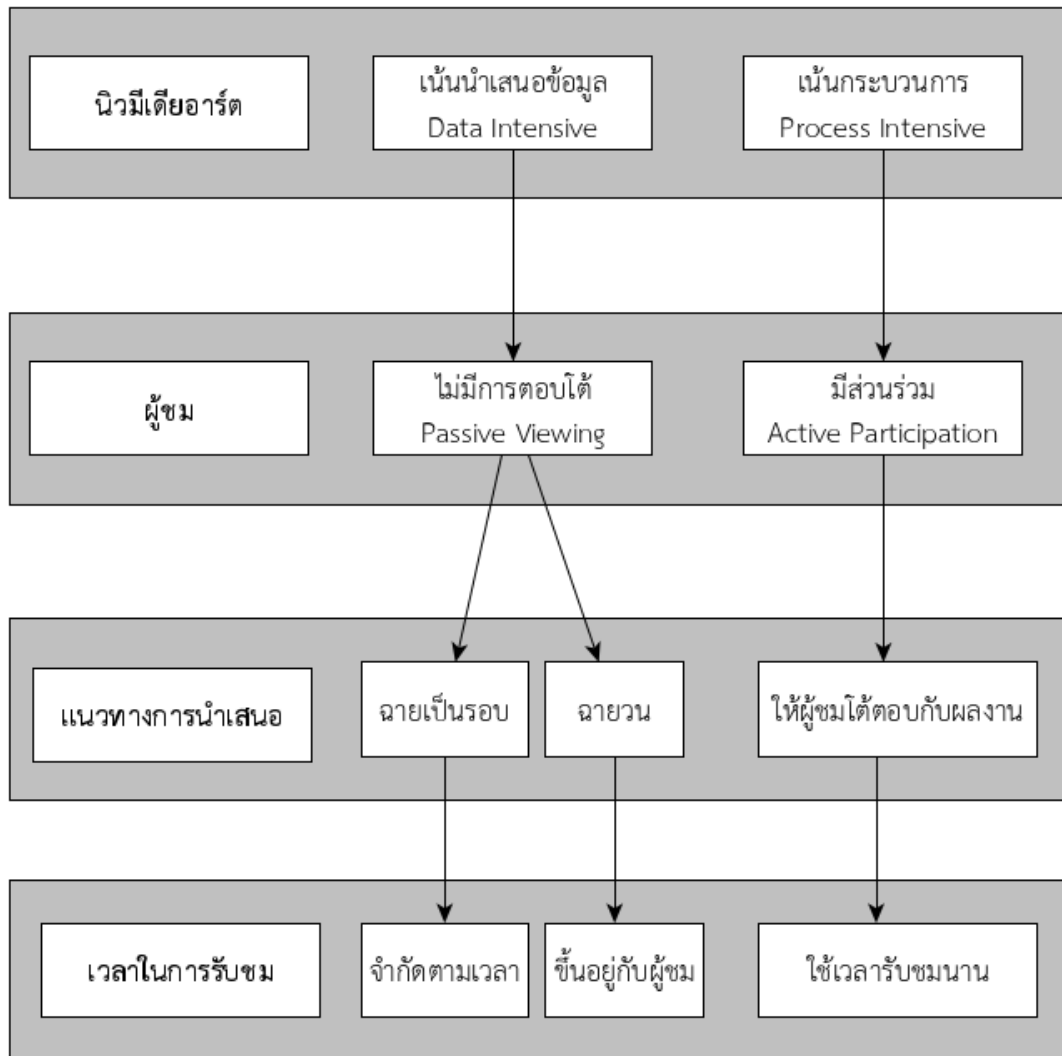 นิวมีเดียอาร์ต
เน้นนำเสนอข้อมูล
Data Intensive
เน้นกระบวนการ
Process Intensive
ผู้ชม
ไม่มีการตอบโต้
Passive Viewing
มีส่วนร่วม
Active Participation
แนวทางการนำเสนอ
ฉายเป็นรอบ
ฉายวน
ให้ผู้ชมโต้ตอบกับผลงาน
เวลาในการรับชม
จำกัดตามเวลา
ขึ้นอยู่กับผู้ชม
ใช้เวลารับชมนาน